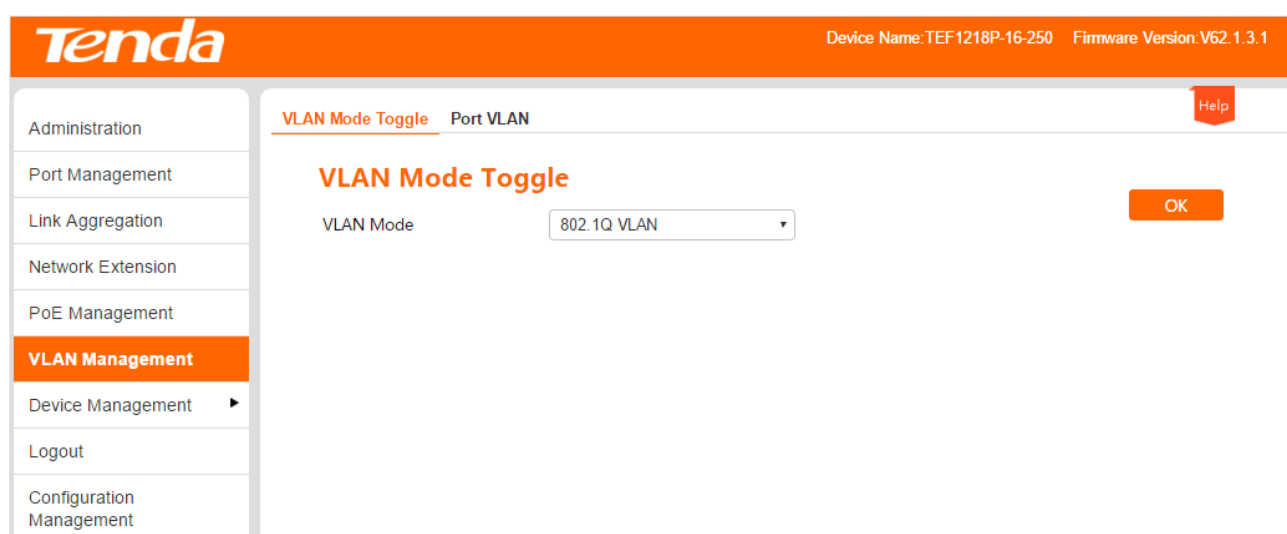 Tenda
Device Name:TEF1218P-16-250 Firmware Version:V62.1.3.1
Help
VLAN Mode Toggle Port VLAN
Administration
Port Management
Link Aggregation
Network Extension
PoE Management
VLAN Management
Device Management
Logout
Configuration
Management
VLAN Mode Toggle
VLAN Mode 802.1Q VLAN
OK